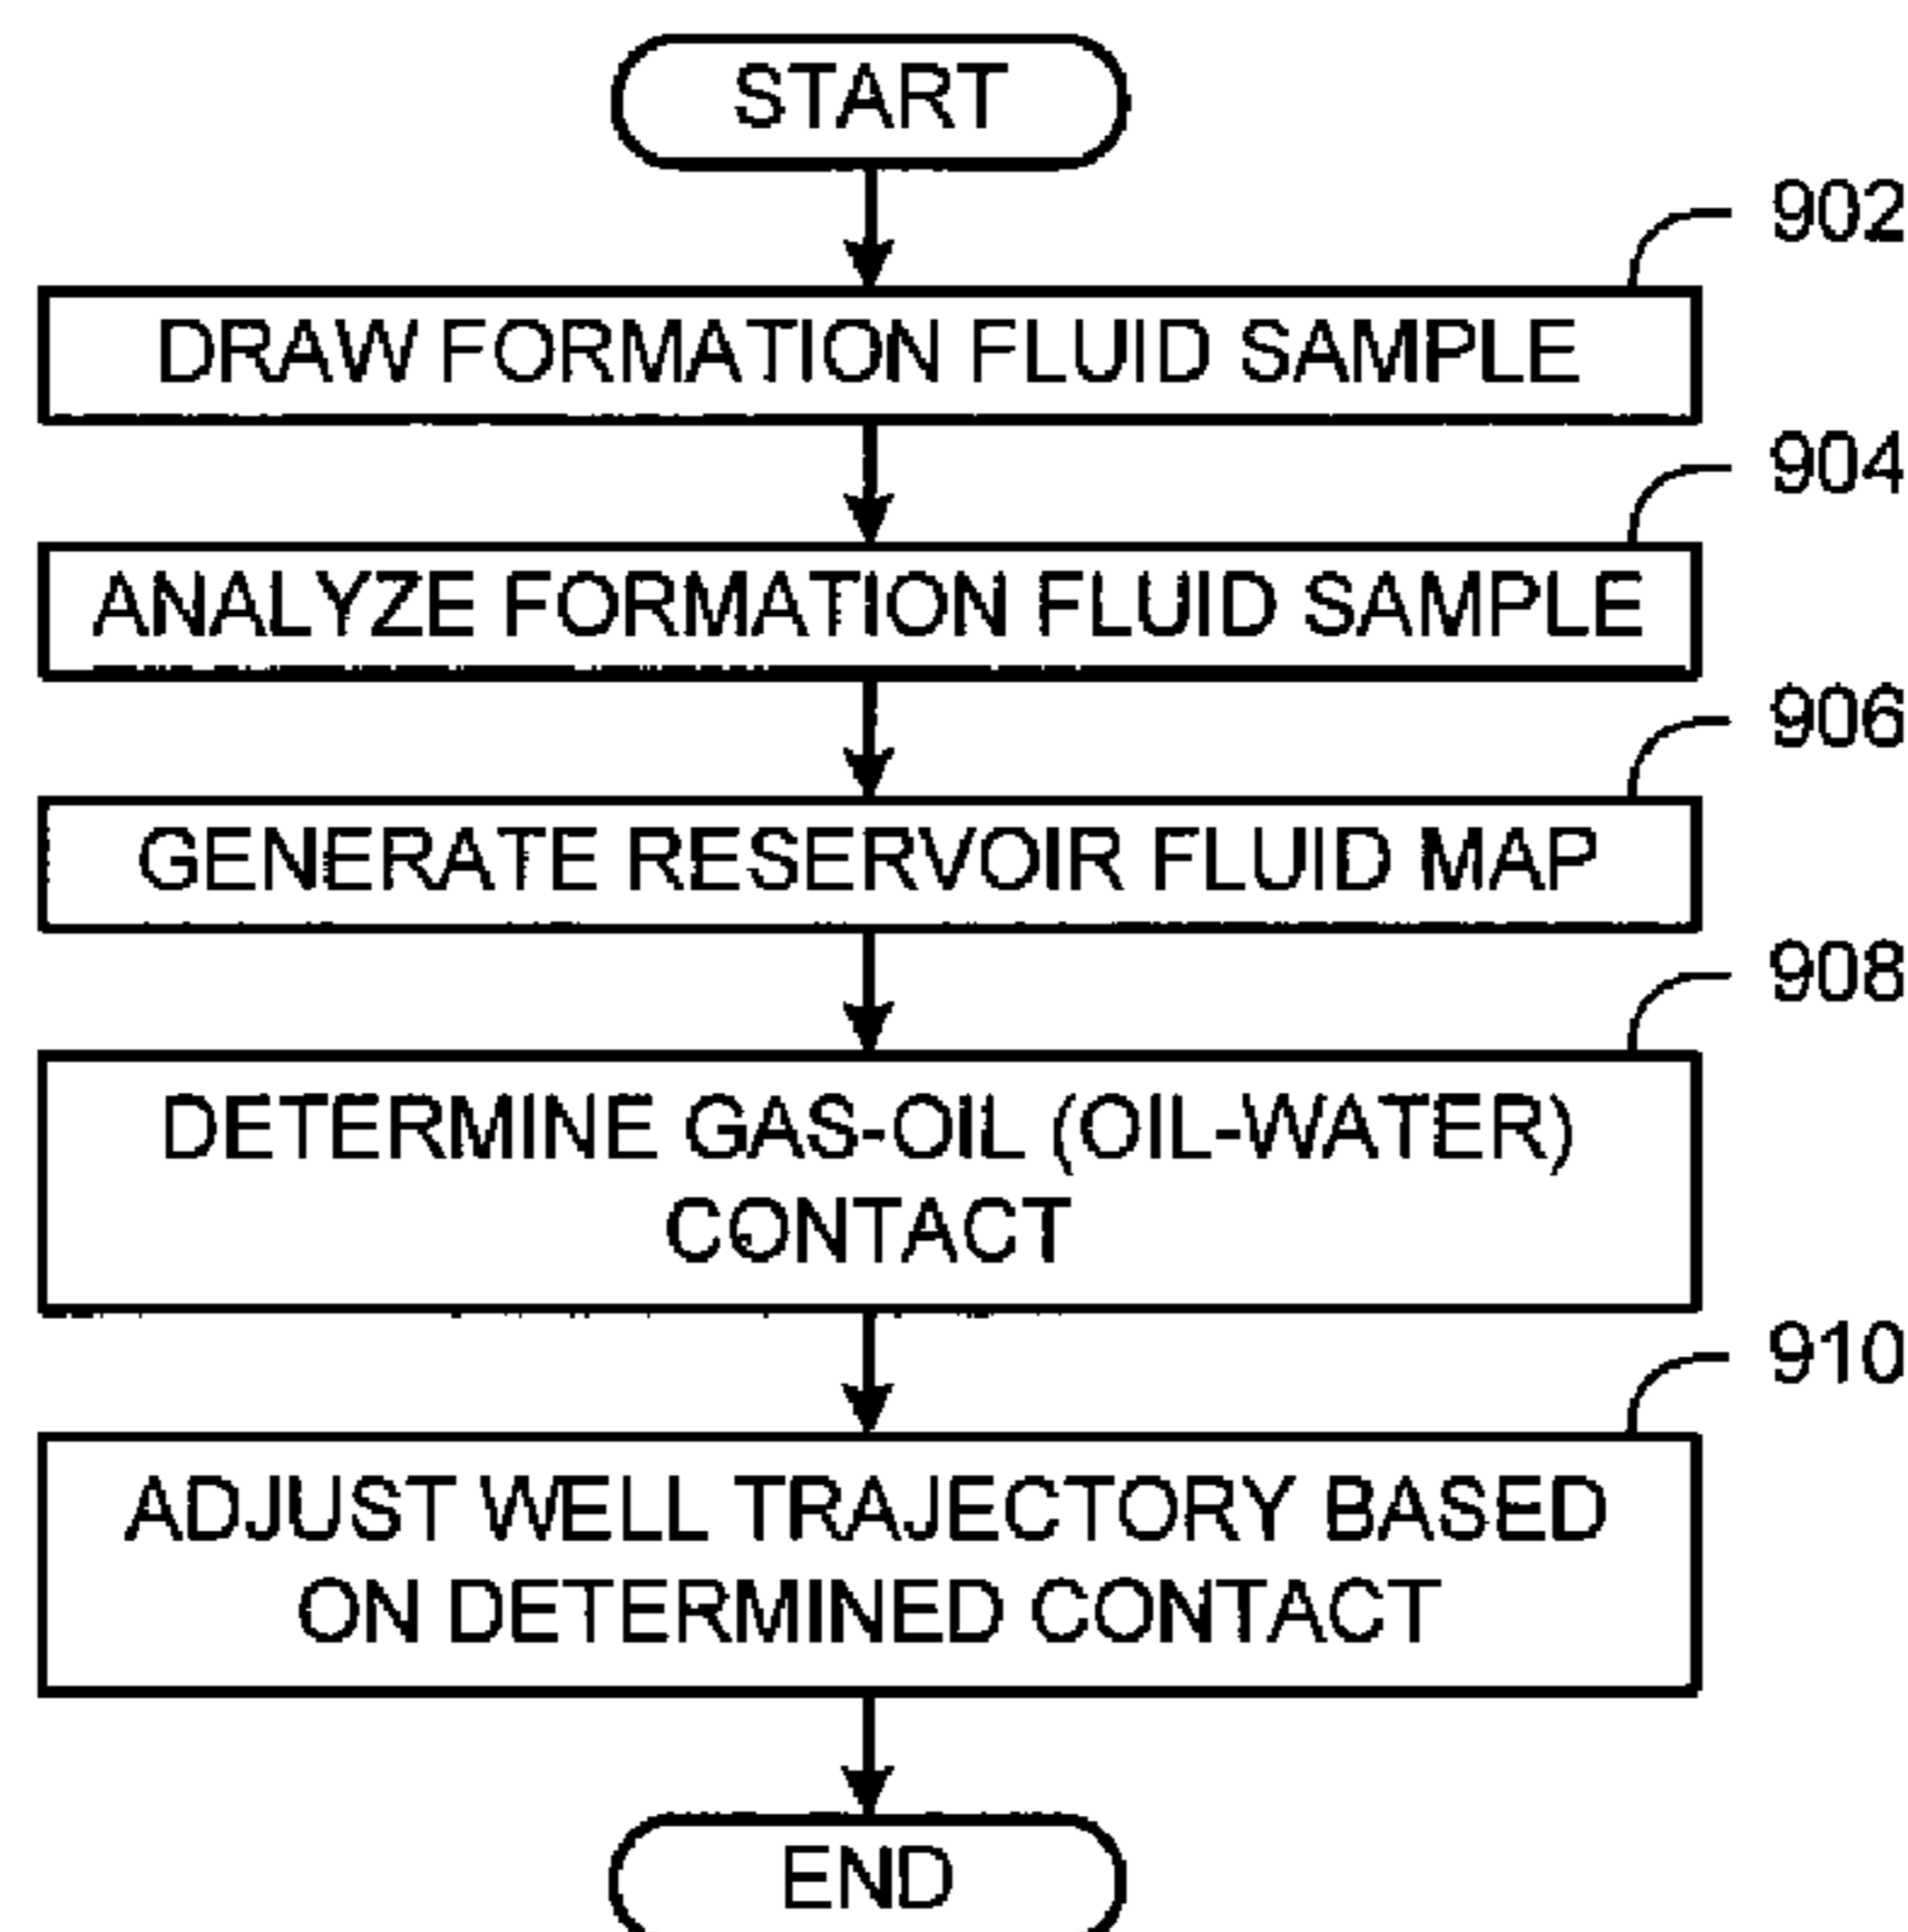 START
902
DRAW FORMATION FLUID SAMPLE
904
ANALYZE FORMATION FLUID SAMPLE
906
GENERATE RESERVOIR FLUID MAP
908
DETERMINE GAS-OIL (OIL-WATER)
CONTACT
910
ADJUST WELL TRAJECTORY BASED
ON DETERMINED CONTACT
END